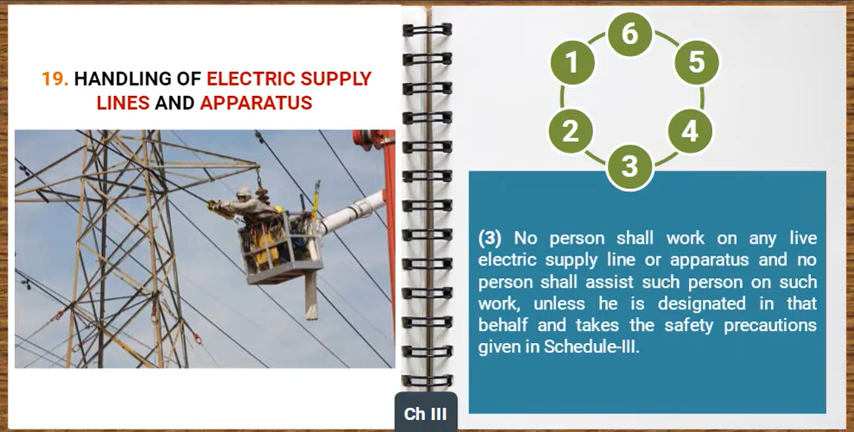 19. HANDLING OF ELECTRIC SUPPLY
LINES AND APPARATUS
6
1
5
2
4
3
(3) No person shall work on any live
electric supply line or apparatus and no
person shall assist such person on such
work, unless he is designated in that
behalf and takes the safety precautions
given in Schedule-III.
Ch III